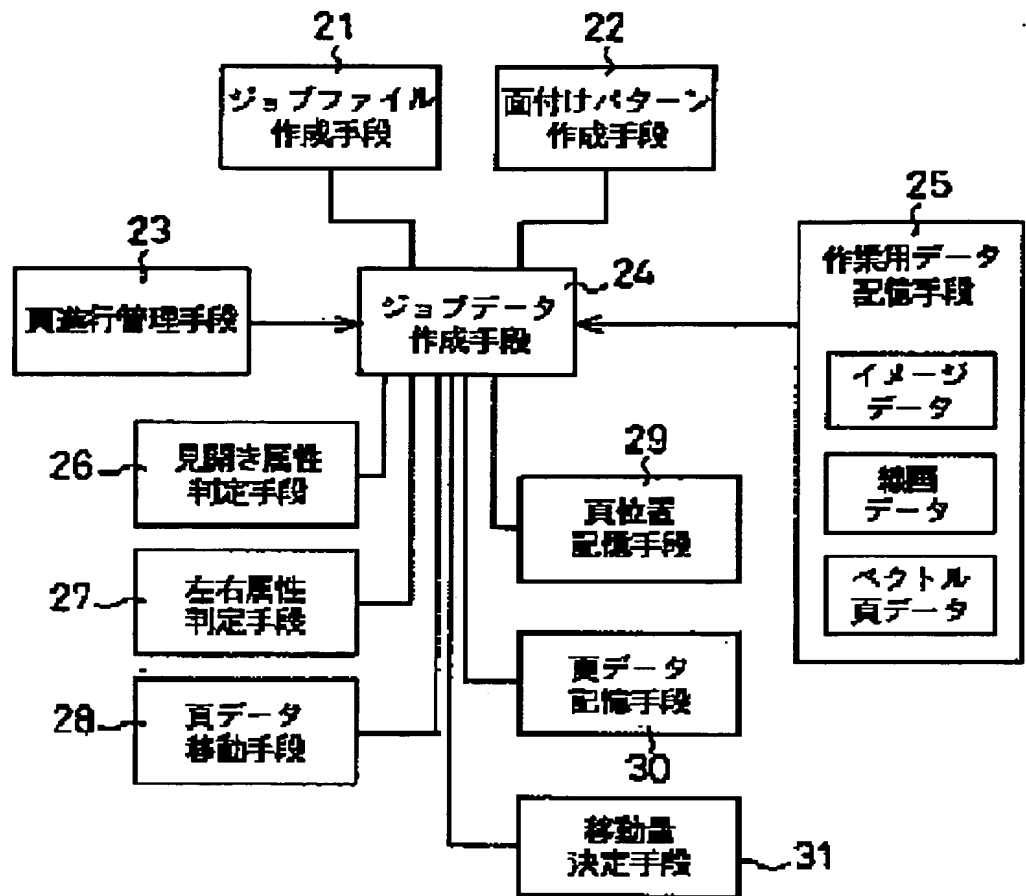 21
ジョブファイル
作成手段
22
面付けパターン
作成手段
23
頁進行管理手段
ジョブデータ
作成手段
24
25
作業用データ
記憶手段
イメージ
データ
線画
データ
ベクトル
頁データ
26
見開き属性
判定手段
27
左右属性
判定手段
28
頁データ
移動手段
29
頁位置
記憶手段
頁データ
記憶手段
30
移動量
決定手段
31